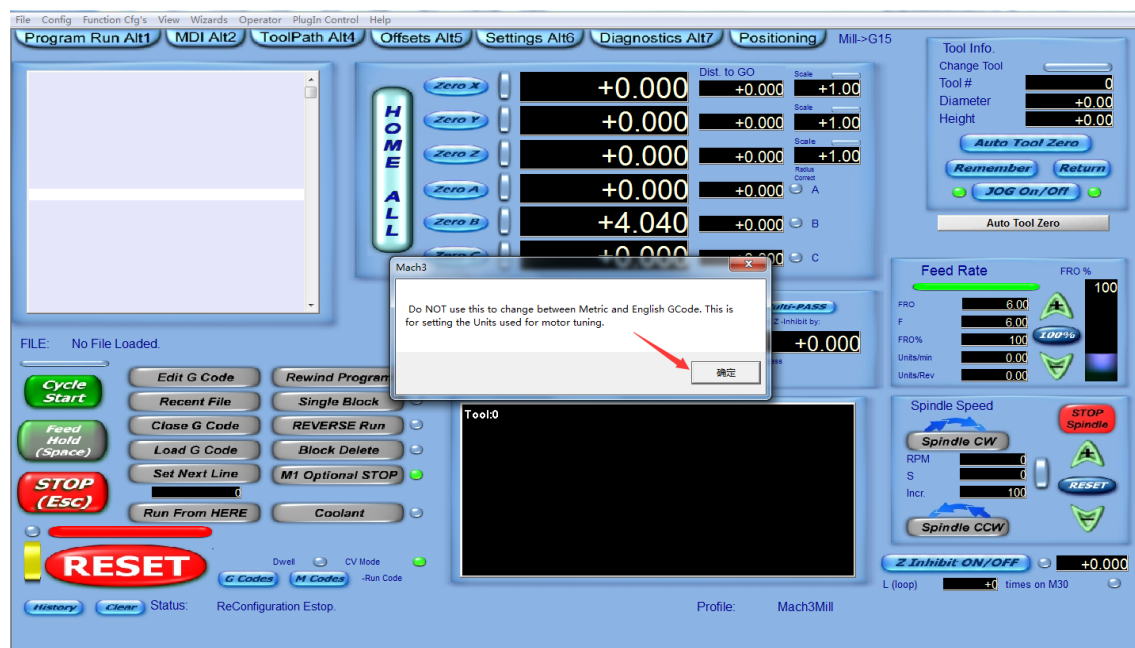 File Config Function Cfg's View Wizards Operator PlugIn Control Help
Program Run Alt1 MDI Alt2 ToolPath Alt4 Offsets Alt5 Settings Alt6 Diagnostics Alt7 Positioning Mill->G15
HOME ALL
Zero X +0.000
Zero Y +0.000
Zero Z +0.000
Zero A +0.000
Zero B +4.040
+0.000
Dist. to GO
+0.000
+0.000
+0.000
+0.000
+0.000
Scale
+1.00
Scale
+1.00
Scale
+1.00
Radius
Correct
A
B
C
Tool Info.
Change Tool
Tool # 0
Diameter +0.00
Height +0.00
Auto Tool Zero
Remember Return
JOG On/Off
Auto Tool Zero
Mach3
Do NOT use this to change between Metric and English GCode. This is
for setting the Units used for motor tuning.
确定
+0.000
Feed Rate FRO %
100
FRO 6.00
F 6.00
FRO% 100
100%
Units/min 0.00
Units/Rev 0.00
FILE: No File Loaded.
Cycle
Start
Feed
Hold
(Space)
STOP
(Esc)
Edit G Code Rewind Program
Recent File Single Block
Close G Code REVERSE Run
Load G Code Block Delete
Set Next Line M1 Optional STOP
0
Run From HERE Coolant
Tool:0
Spindle Speed
STOP
Spindle
Spindle CW
RPM 0
S 0
RESET
Incr. 100
Spindle CCW
RESET
Dwell CV Mode
G Codes M Codes -Run Code
Z Inhibit ON/OFF +0.000
L (loop) +0 times on M30
History Clear Status: ReConfiguration Estop.
Profile: Mach3Mill